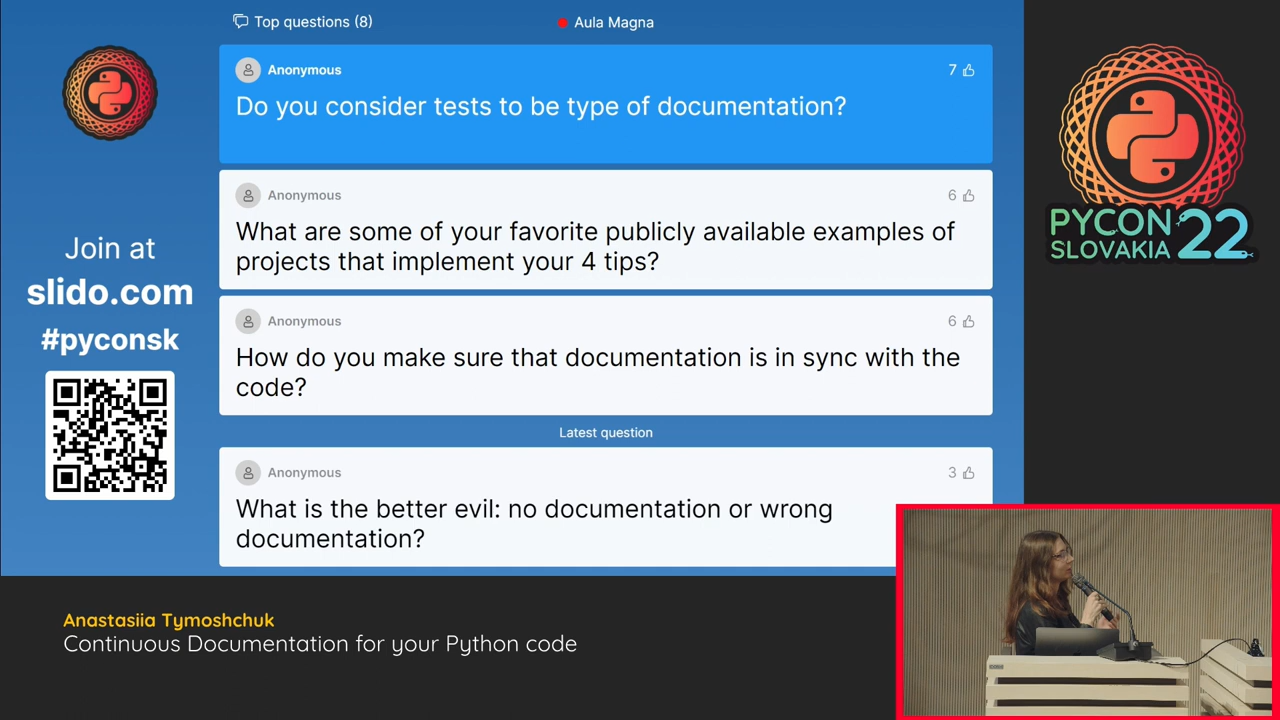 Top questions (8)
Aula Magna
Anonymous
7
Do you consider tests to be type of documentation?
Anonymous
6
What are some of your favorite publicly available examples of
projects that implement your 4 tips?
Anonymous
6
How do you make sure that documentation is in sync with the
code?
Latest question
Anonymous
3
What is the better evil: no documentation or wrong
documentation?
Join at
slido.com
#pyconsk
PYCON
SLOVAKIA
22
Anastasiia Tymoshchuk
Continuous Documentation for your Python code